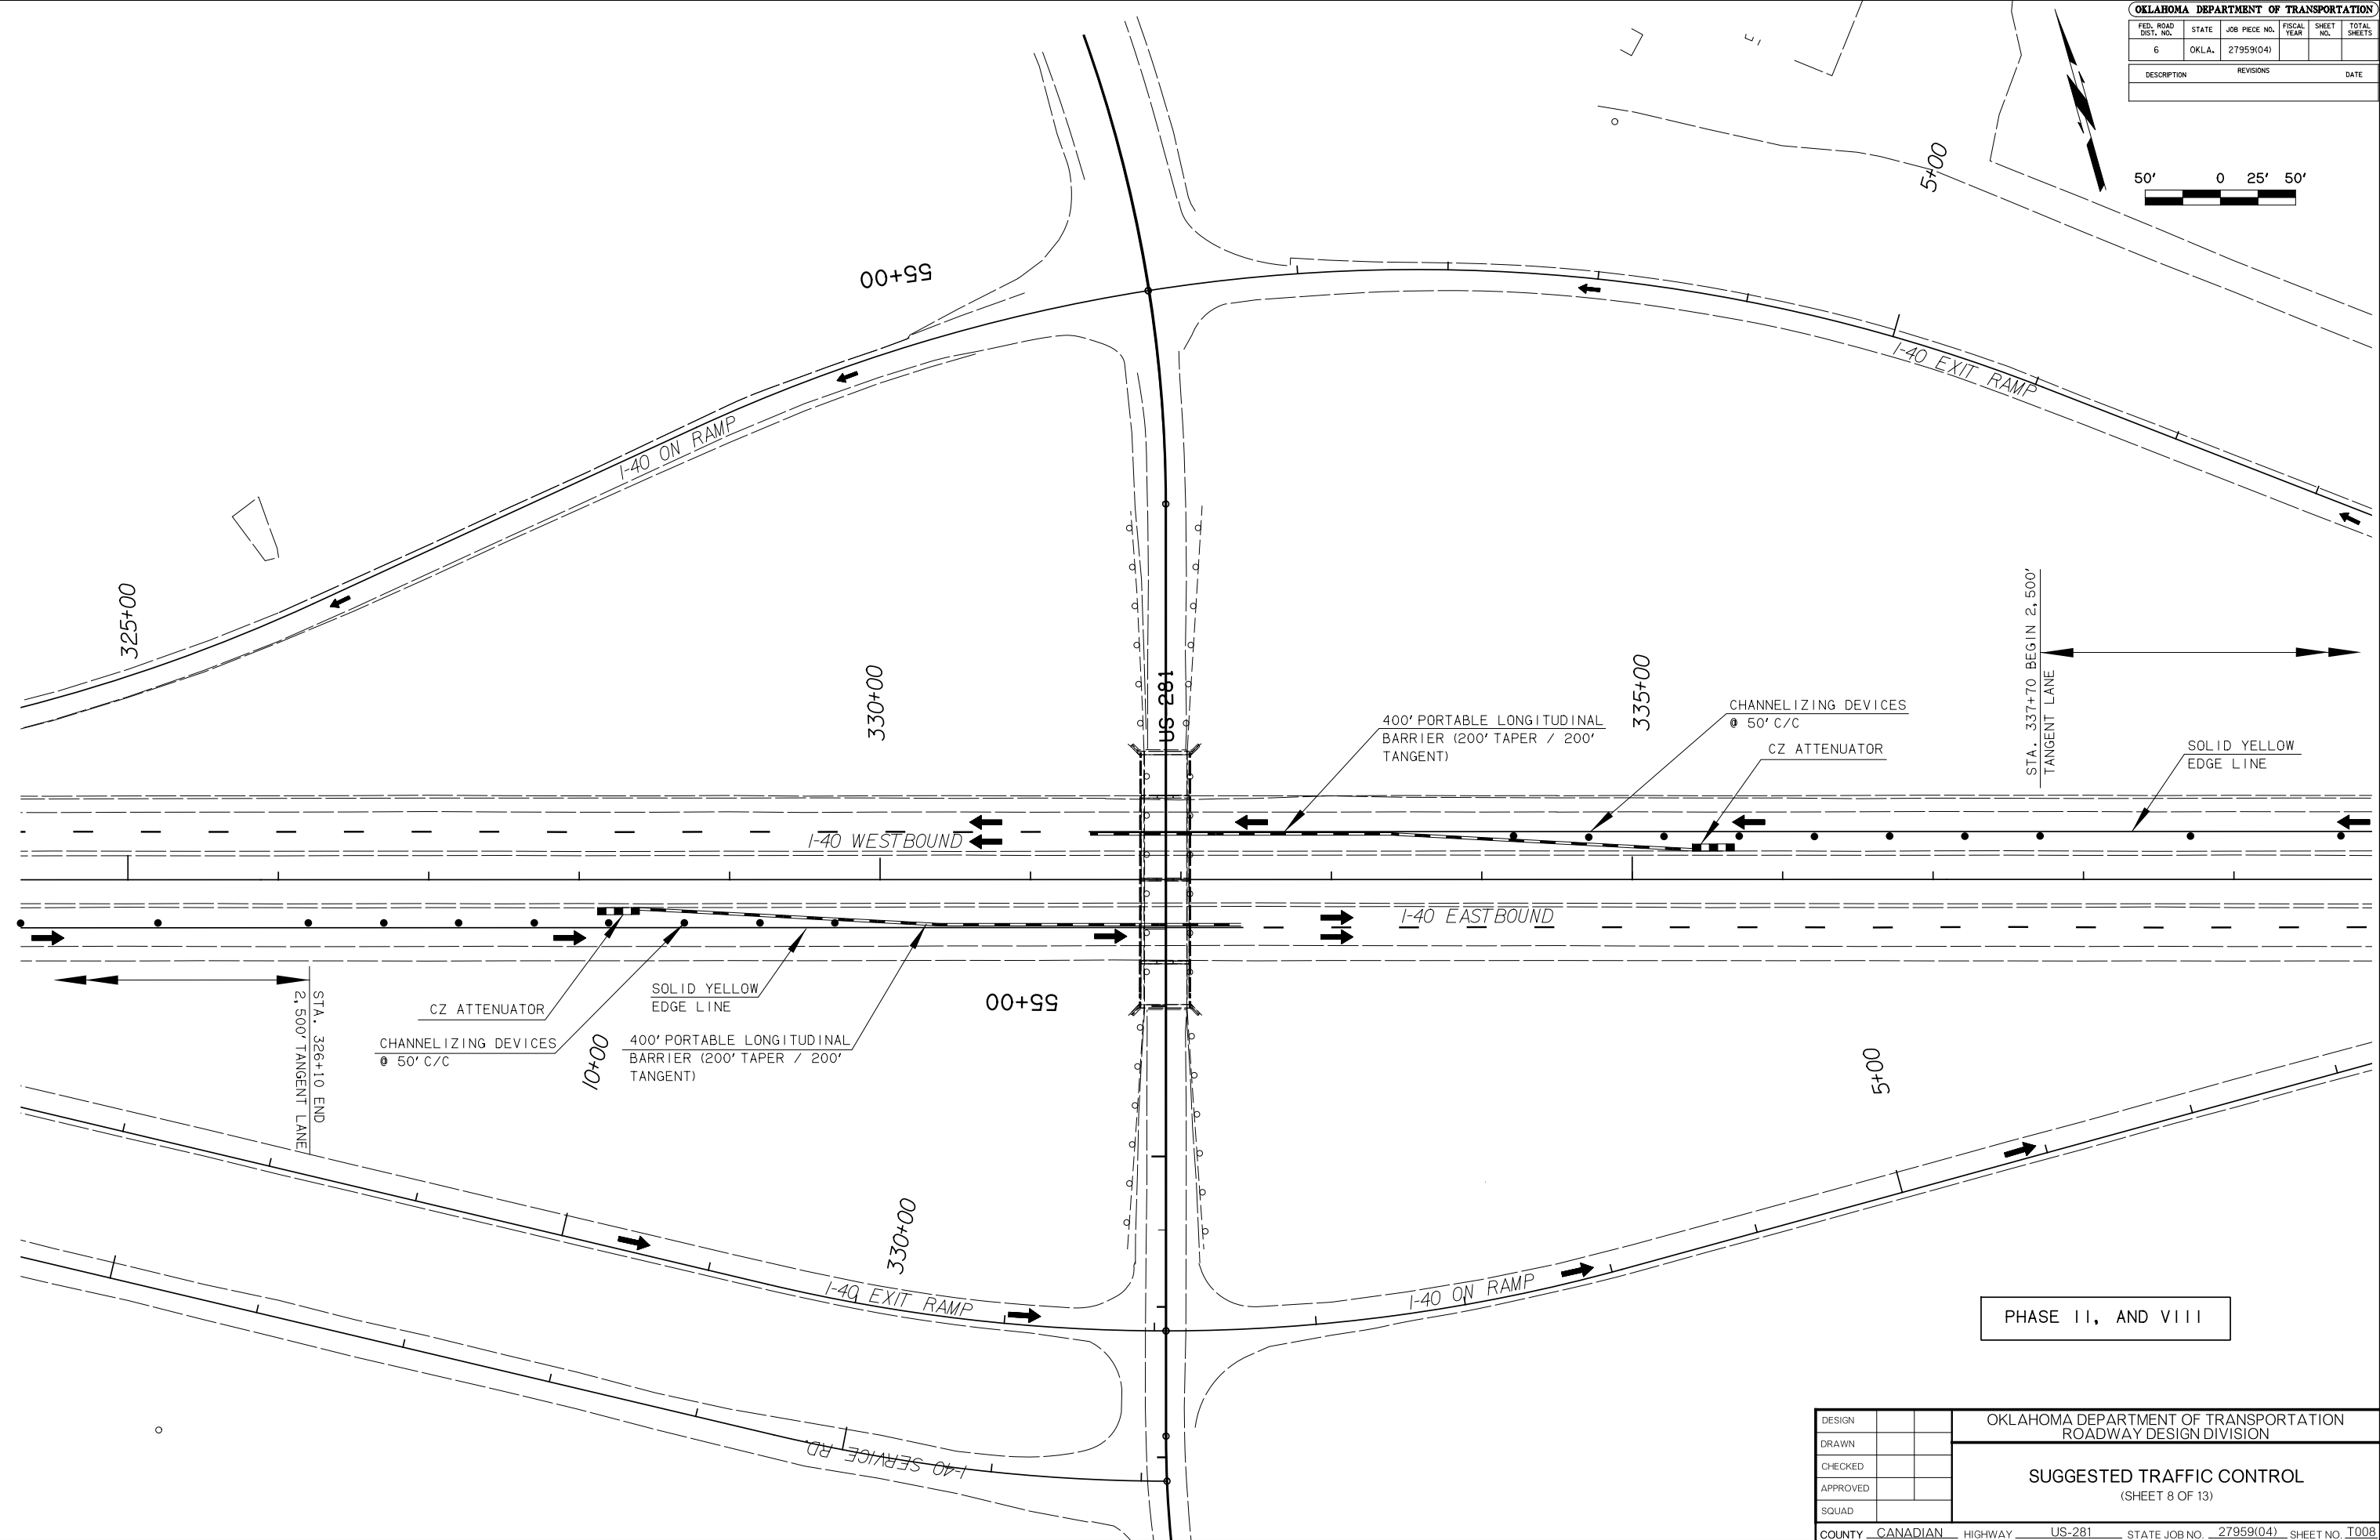 OKLAHOMA DEPARTMENT OF TRANSPORTATION
FED. ROAD DIST. NO. STATE JOB PIECE NO. FISCAL YEAR SHEET NO. TOTAL SHEETS
6 OKLA. 27959(04)
DESCRIPTION REVISIONS DATE
50' 0 25' 50'
5+00
55+00
I-40 EXIT RAMP
I-40 ON RAMP
325+00
330+00
US 281
335+00
STA. 337+70 BEGIN 2,500'
TANGENT LANE
400' PORTABLE LONGITUDINAL
BARRIER (200' TAPER / 200'
TANGENT)
CHANNELIZING DEVICES
@ 50' C/C
CZ ATTENUATOR
SOLID YELLOW
EDGE LINE
I-40 WESTBOUND
I-40 EASTBOUND
STA. 326+10 END
2,500' TANGENT LANE
CZ ATTENUATOR
SOLID YELLOW
EDGE LINE
CHANNELIZING DEVICES
@ 50' C/C
400' PORTABLE LONGITUDINAL
BARRIER (200' TAPER / 200'
TANGENT)
55+00
10+00
5+00
330+00
I-40 EXIT RAMP
I-40 ON RAMP
I-40 SERVICE RD.
PHASE II, AND VIII
DESIGN
DRAWN
CHECKED
APPROVED
SQUAD
OKLAHOMA DEPARTMENT OF TRANSPORTATION
ROADWAY DESIGN DIVISION
SUGGESTED TRAFFIC CONTROL
(SHEET 8 OF 13)
COUNTY CANADIAN HIGHWAY US-281 STATE JOB NO. 27959(04) SHEET NO. T008